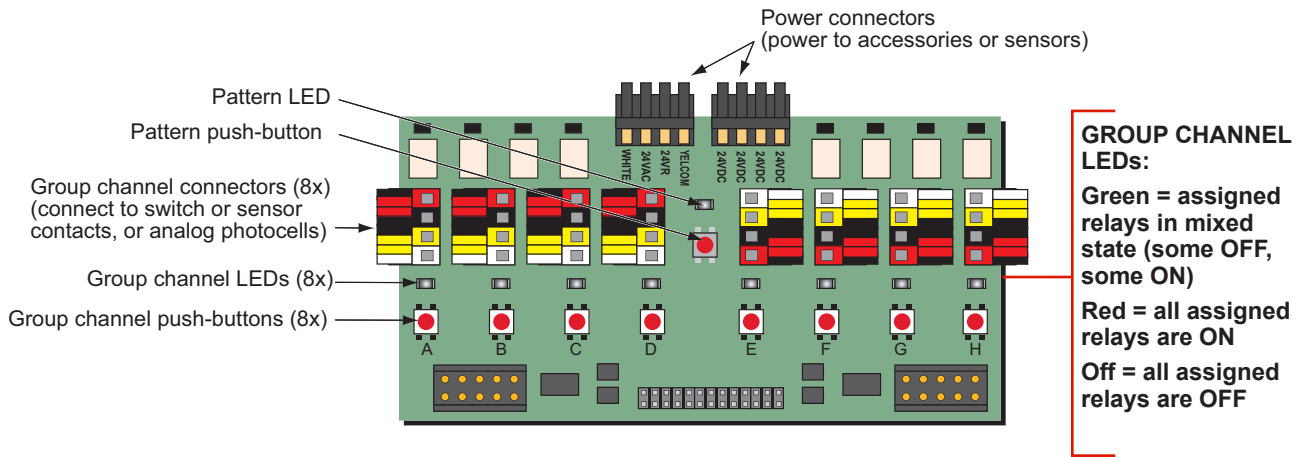 Power connectors
(power to accessories or sensors)
Pattern LED
Pattern push-button
Group channel connectors (8x)
(connect to switch or sensor
contacts, or analog photocells)
Group channel LEDs (8x)
Group channel push-buttons (8x)
WHITE
24VAC
24VR
YELCOM
24VDC
24VDC
24VDC
24VDC
A
B
C
D
E
F
G
H
GROUP CHANNEL
LEDs:
Green = assigned
relays in mixed
state (some OFF,
some ON)
Red = all assigned
relays are ON
Off = all assigned
relays are OFF